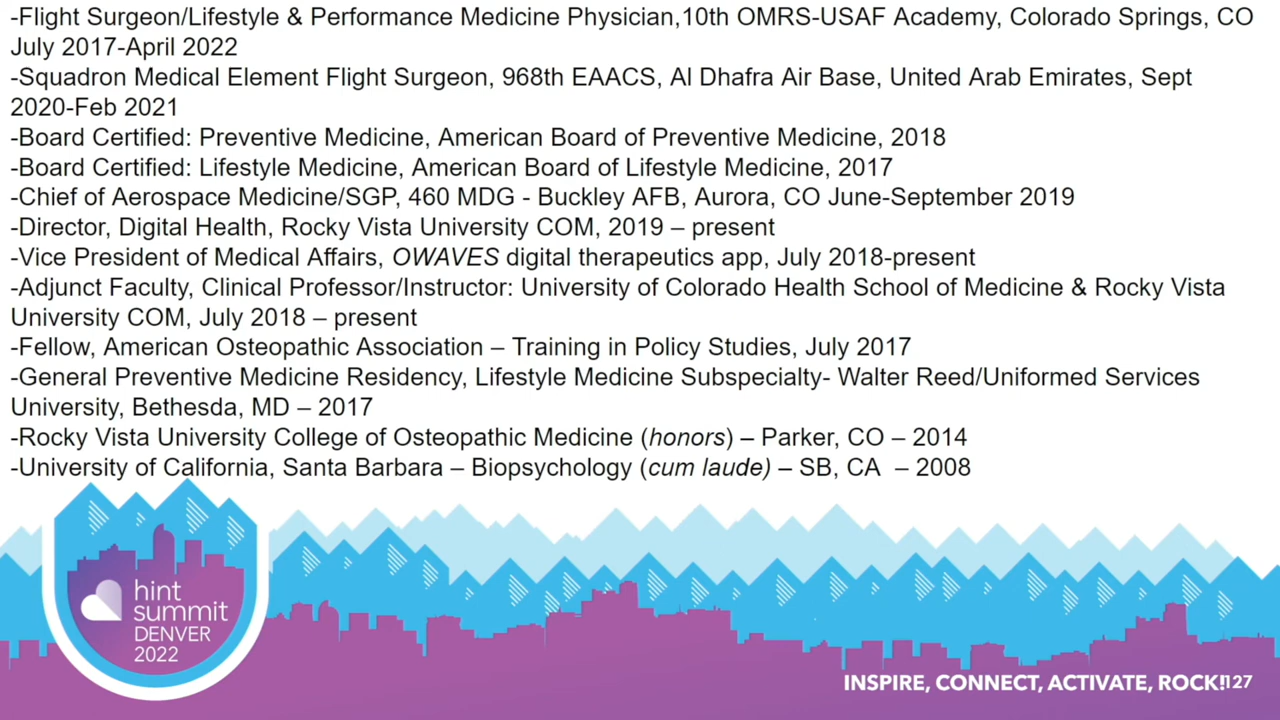 -Flight Surgeon/Lifestyle & Performance Medicine Physician,10th OMRS-USAF Academy, Colorado Springs, CO
July 2017-April 2022
-Squadron Medical Element Flight Surgeon, 968th EAACS, Al Dhafra Air Base, United Arab Emirates, Sept
2020-Feb 2021
-Board Certified: Preventive Medicine, American Board of Preventive Medicine, 2018
-Board Certified: Lifestyle Medicine, American Board of Lifestyle Medicine, 2017
-Chief of Aerospace Medicine/SGP, 460 MDG - Buckley AFB, Aurora, CO June-September 2019
-Director, Digital Health, Rocky Vista University COM, 2019 – present
-Vice President of Medical Affairs, OWAVES digital therapeutics app, July 2018-present
-Adjunct Faculty, Clinical Professor/Instructor: University of Colorado Health School of Medicine & Rocky Vista
University COM, July 2018 – present
-Fellow, American Osteopathic Association – Training in Policy Studies, July 2017
-General Preventive Medicine Residency, Lifestyle Medicine Subspecialty- Walter Reed/Uniformed Services
University, Bethesda, MD – 2017
-Rocky Vista University College of Osteopathic Medicine (honors) – Parker, CO – 2014
-University of California, Santa Barbara – Biopsychology (cum laude) – SB, CA – 2008
hint
summit
DENVER
2022
INSPIRE, CONNECT, ACTIVATE, ROCK! 127